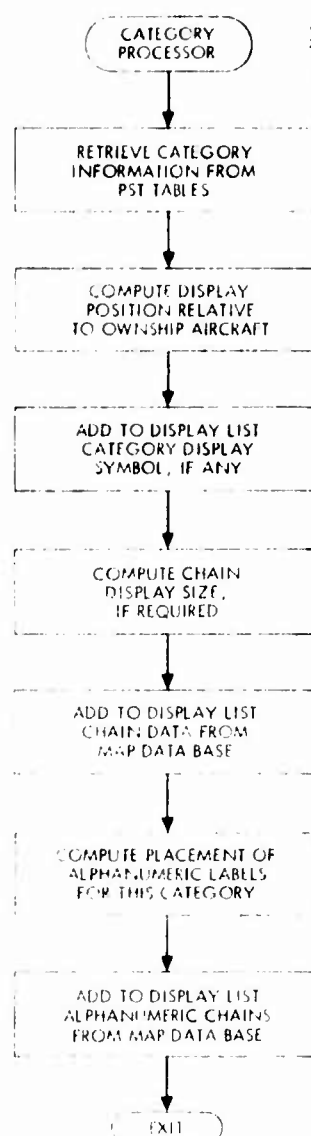 CATEGORY
PROCESSOR
RETRIEVE CATEGORY
INFORMATION FROM
PST TABLES
COMPUTE DISPLAY
POSITION RELATIVE
TO OWNSHIP AIRCRAFT
ADD TO DISPLAY LIST
CATEGORY DISPLAY
SYMBOL, IF ANY
COMPUTE CHAIN
DISPLAY SIZE,
IF REQUIRED
ADD TO DISPLAY LIST
CHAIN DATA FROM
MAP DATA BASE
COMPUTE PLACEMENT OF
ALPHANUMERIC LABELS
FOR THIS CATEGORY
ADD TO DISPLAY LIST
ALPHANUMERIC CHAINS
FROM MAP DATA BASE
EXIT